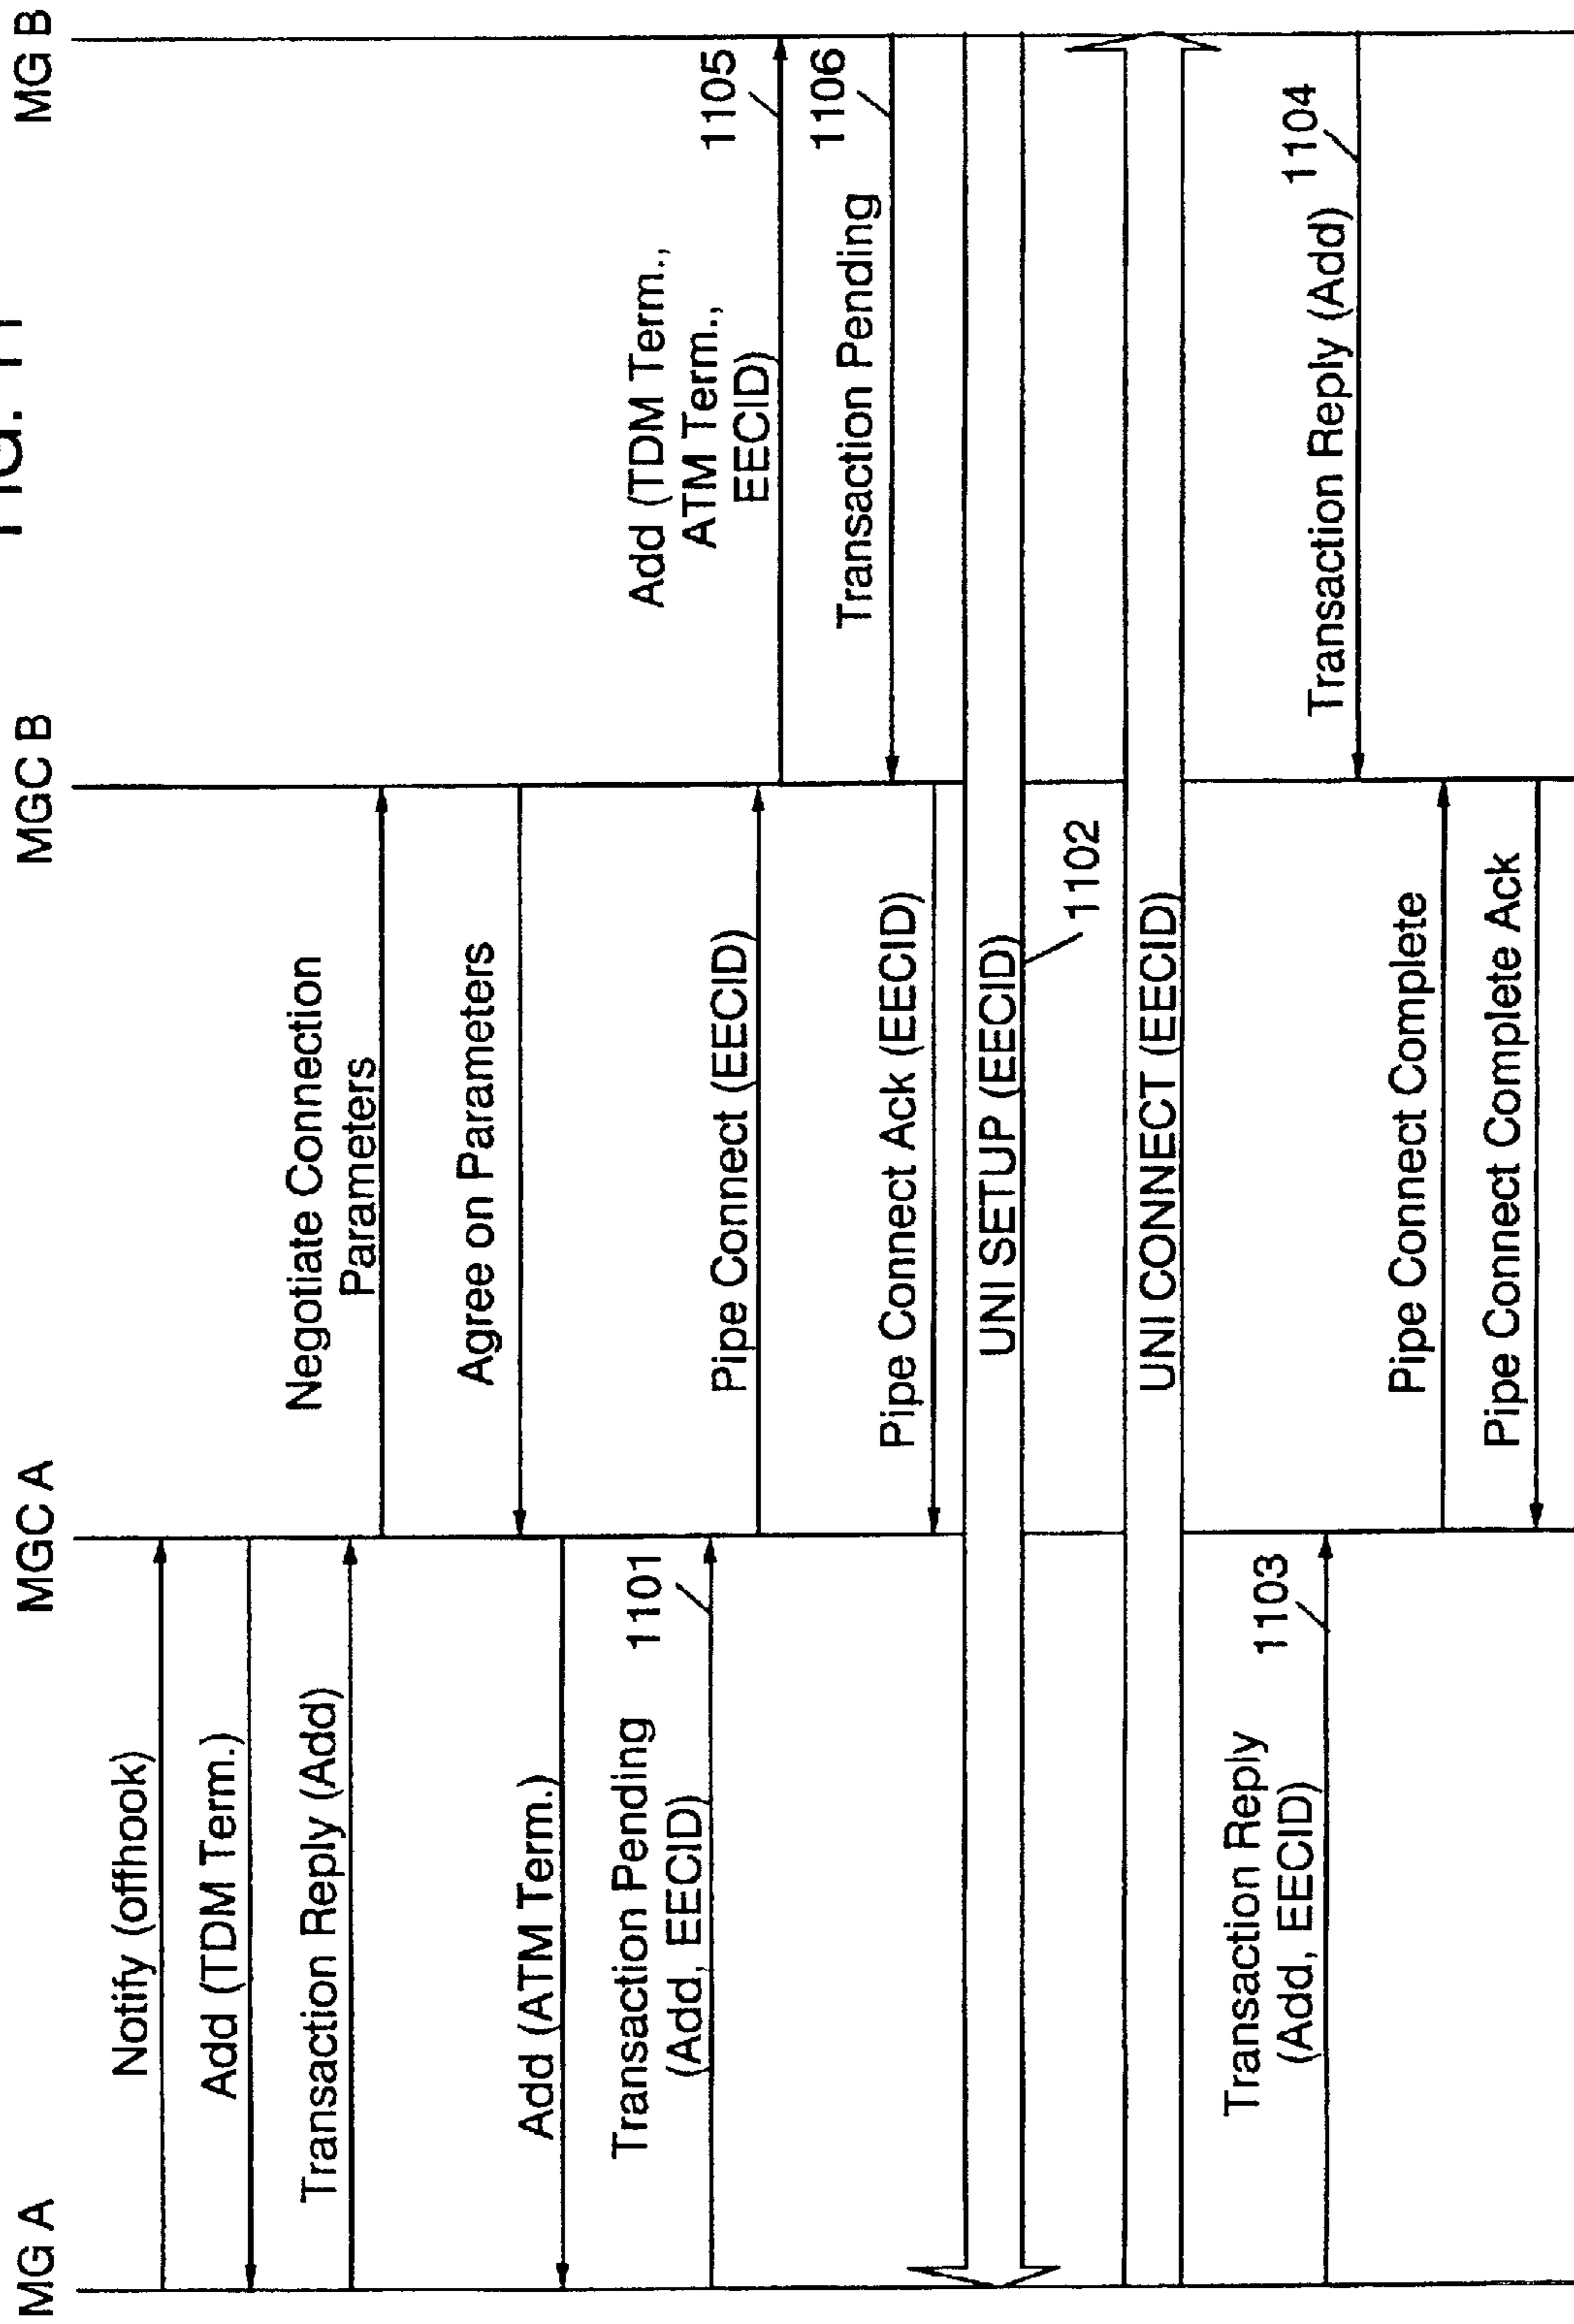 FIG. 11
MG A
MGC A
MGC B
MG B
Notify (offhook)
Add (TDM Term.)
Transaction Reply (Add)
Negotiate Connection
Parameters
Agree on Parameters
Add (ATM Term.)
Transaction Pending
(Add, EECID)
1101
Pipe Connect (EECID)
Add (TDM Term.,
ATM Term.,
EECID)
1105
Transaction Pending
1106
Pipe Connect Ack (EECID)
UNI SETUP (EECID)
1102
UNI CONNECT (EECID)
Transaction Reply
(Add, EECID)
1103
Transaction Reply (Add)
1104
Pipe Connect Complete
Pipe Connect Complete Ack